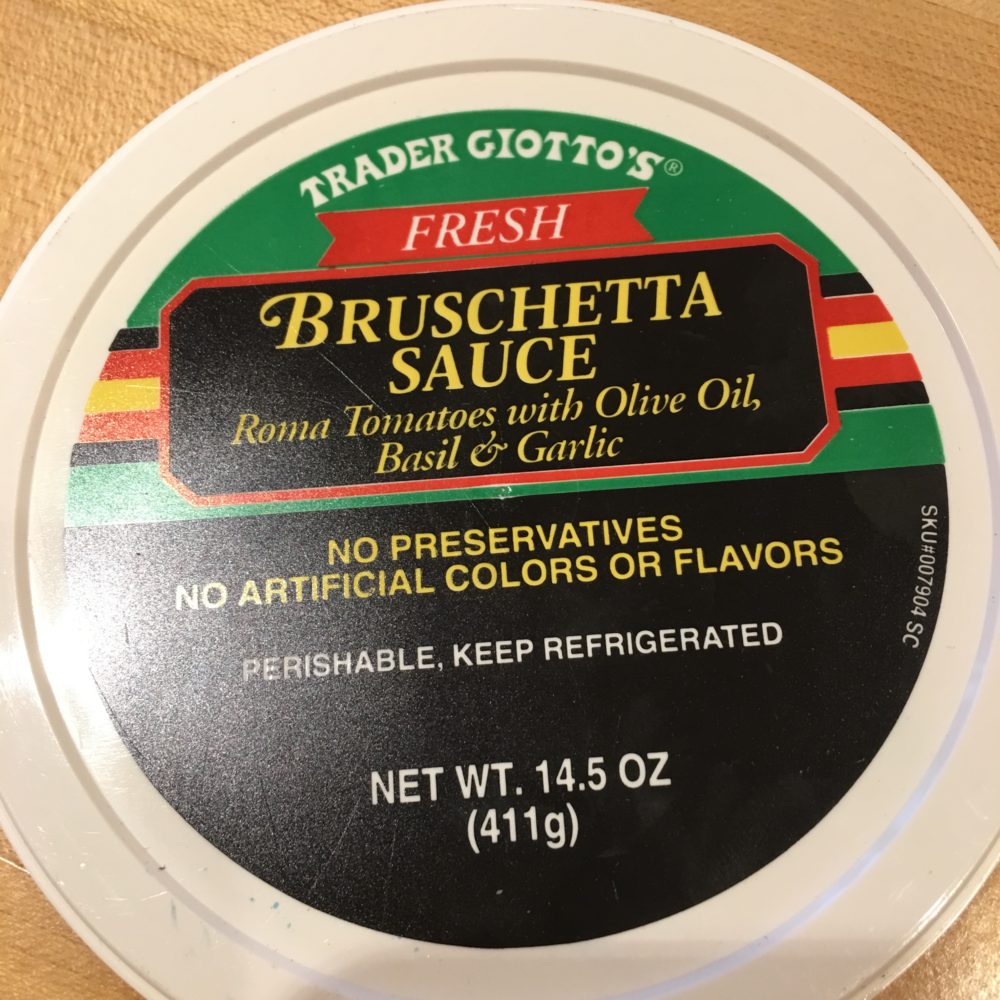 TRADER GIOTTO'S®
FRESH
BRUSCHETTA
SAUCE
Roma Tomatoes with Olive Oil,
Basil & Garlic
NO PRESERVATIVES
NO ARTIFICIAL COLORS OR FLAVORS
PERISHABLE, KEEP REFRIGERATED
NET WT. 14.5 OZ
(411g)
SKU#007904 SC